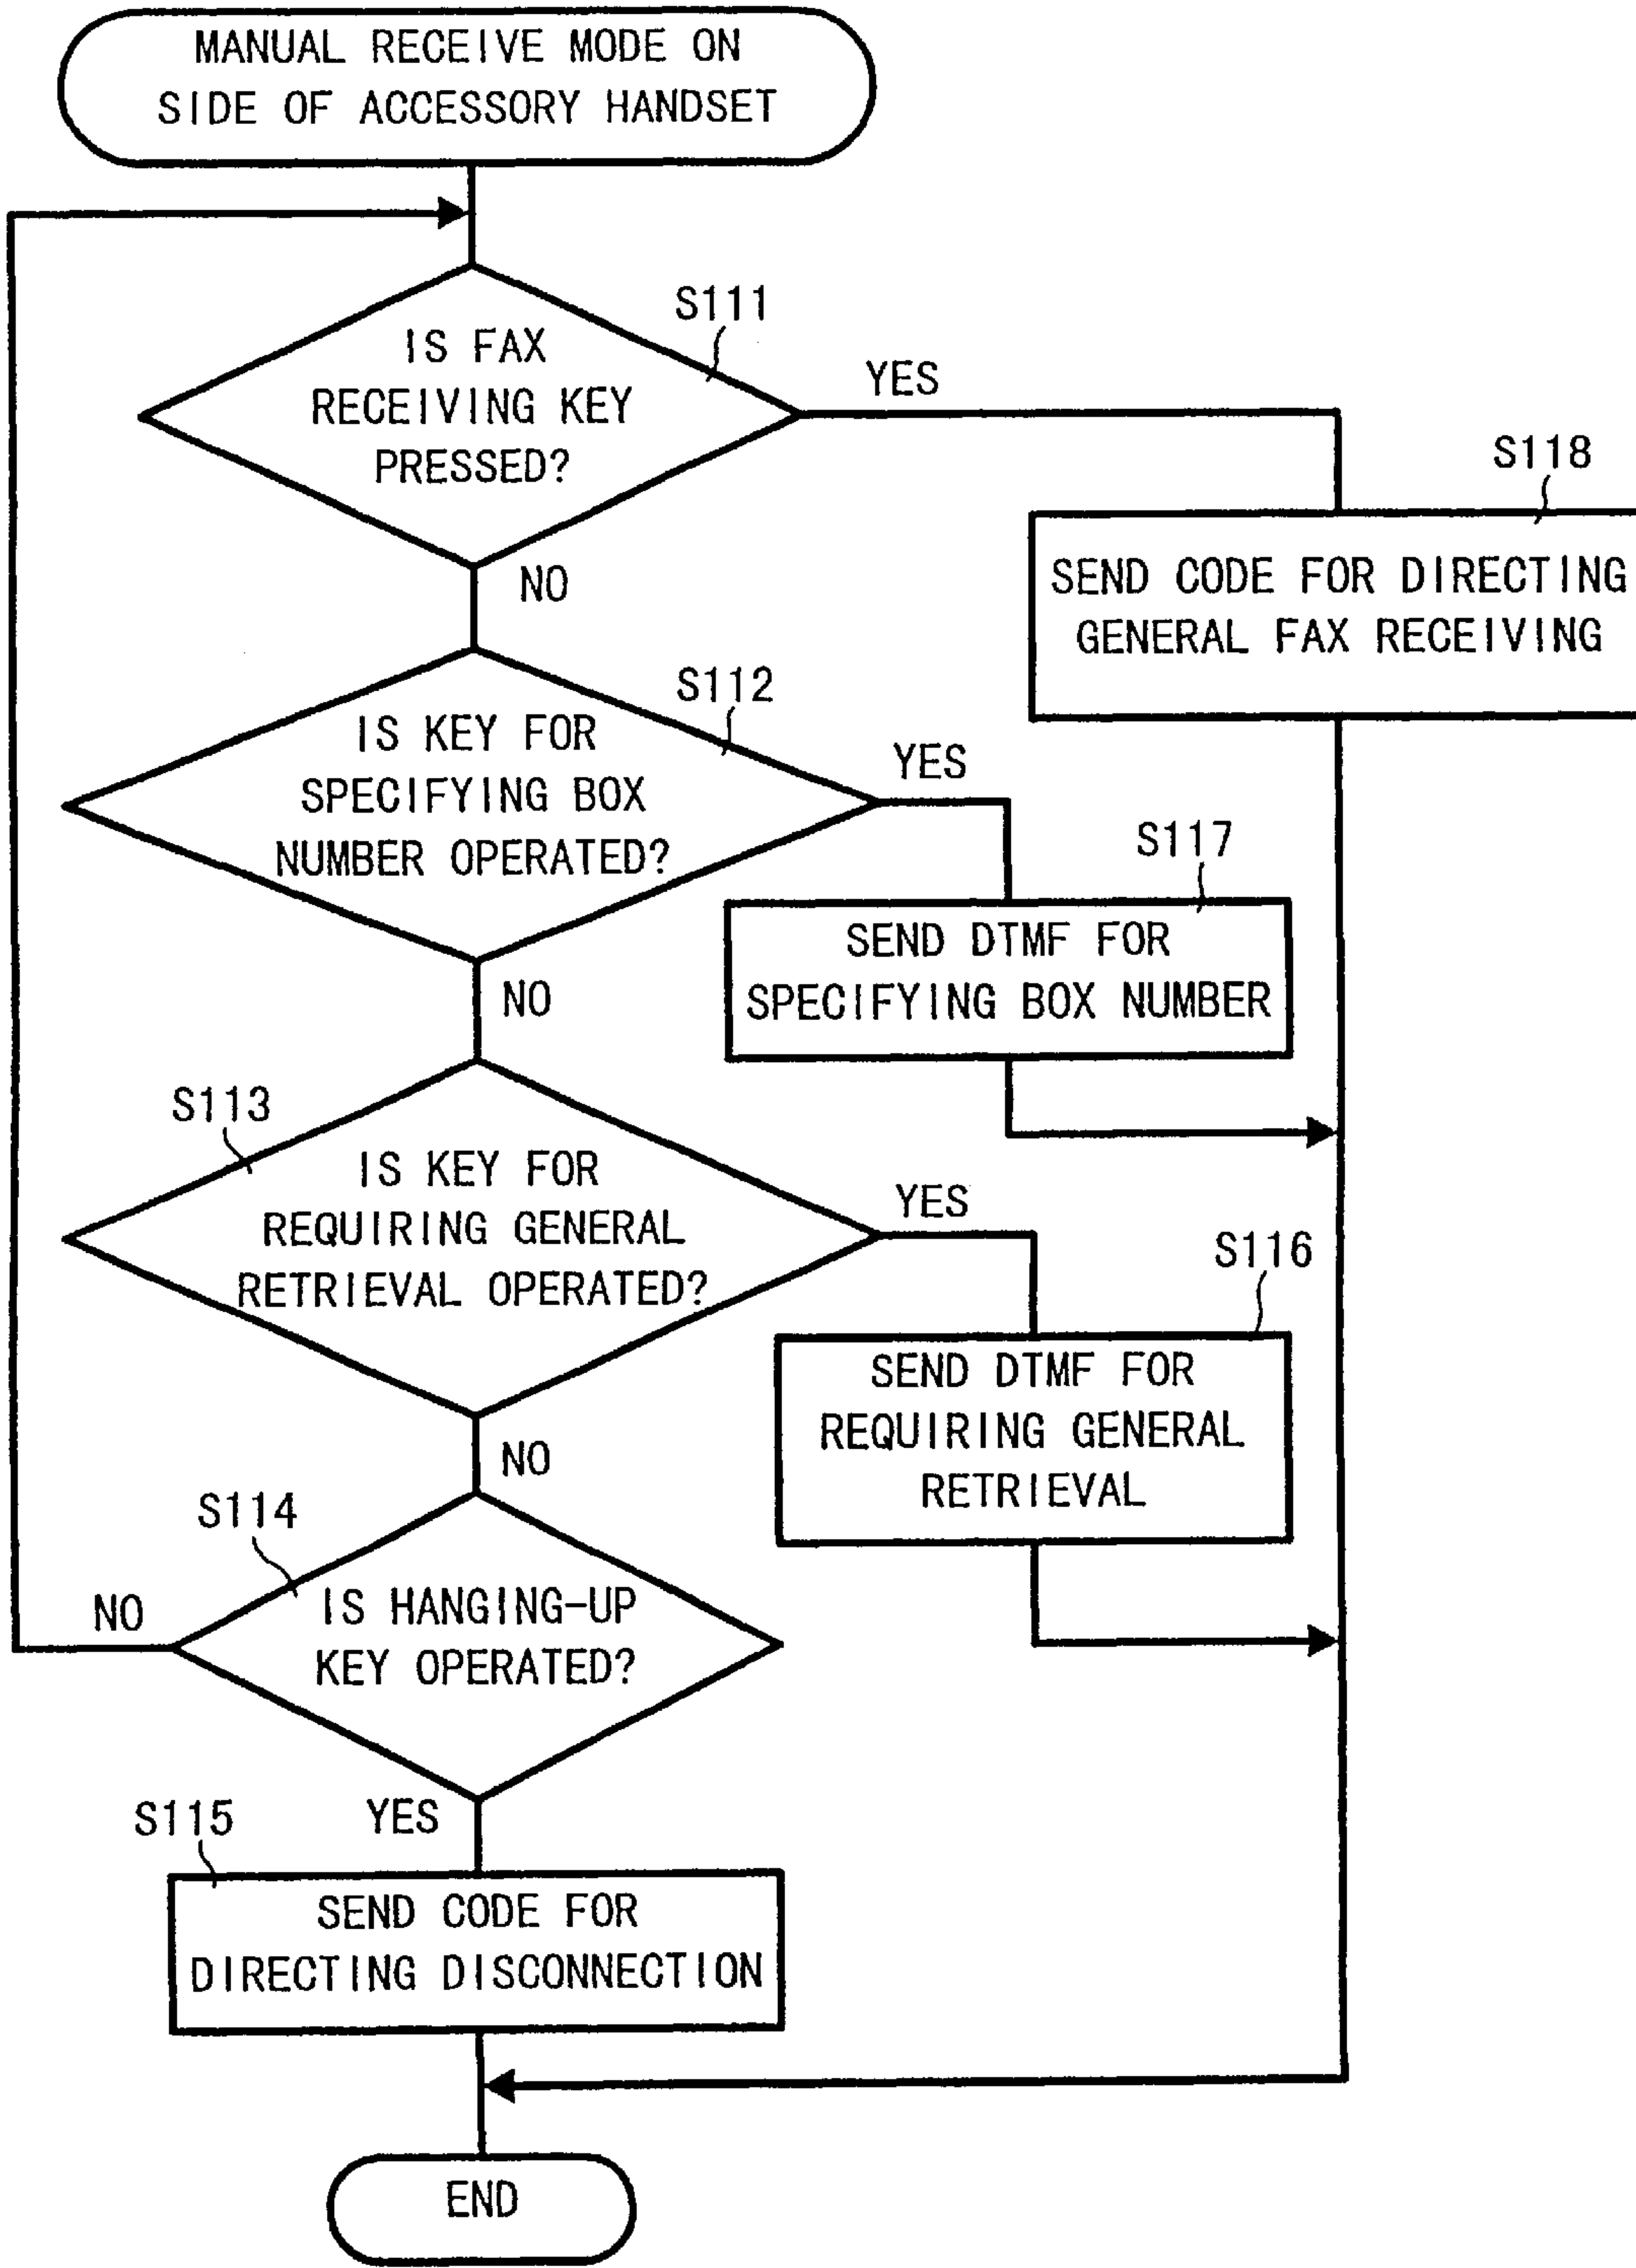 MANUAL RECEIVE MODE ON
SIDE OF ACCESSORY HANDSET
S111
IS FAX
RECEIVING KEY
PRESSED?
YES
NO
S118
SEND CODE FOR DIRECTING
GENERAL FAX RECEIVING
S112
IS KEY FOR
SPECIFYING BOX
NUMBER OPERATED?
YES
NO
S117
SEND DTMF FOR
SPECIFYING BOX NUMBER
S113
IS KEY FOR
REQUIRING GENERAL
RETRIEVAL OPERATED?
YES
NO
S116
SEND DTMF FOR
REQUIRING GENERAL
RETRIEVAL
S114
IS HANGING-UP
KEY OPERATED?
NO
YES
S115
SEND CODE FOR
DIRECTING DISCONNECTION
END